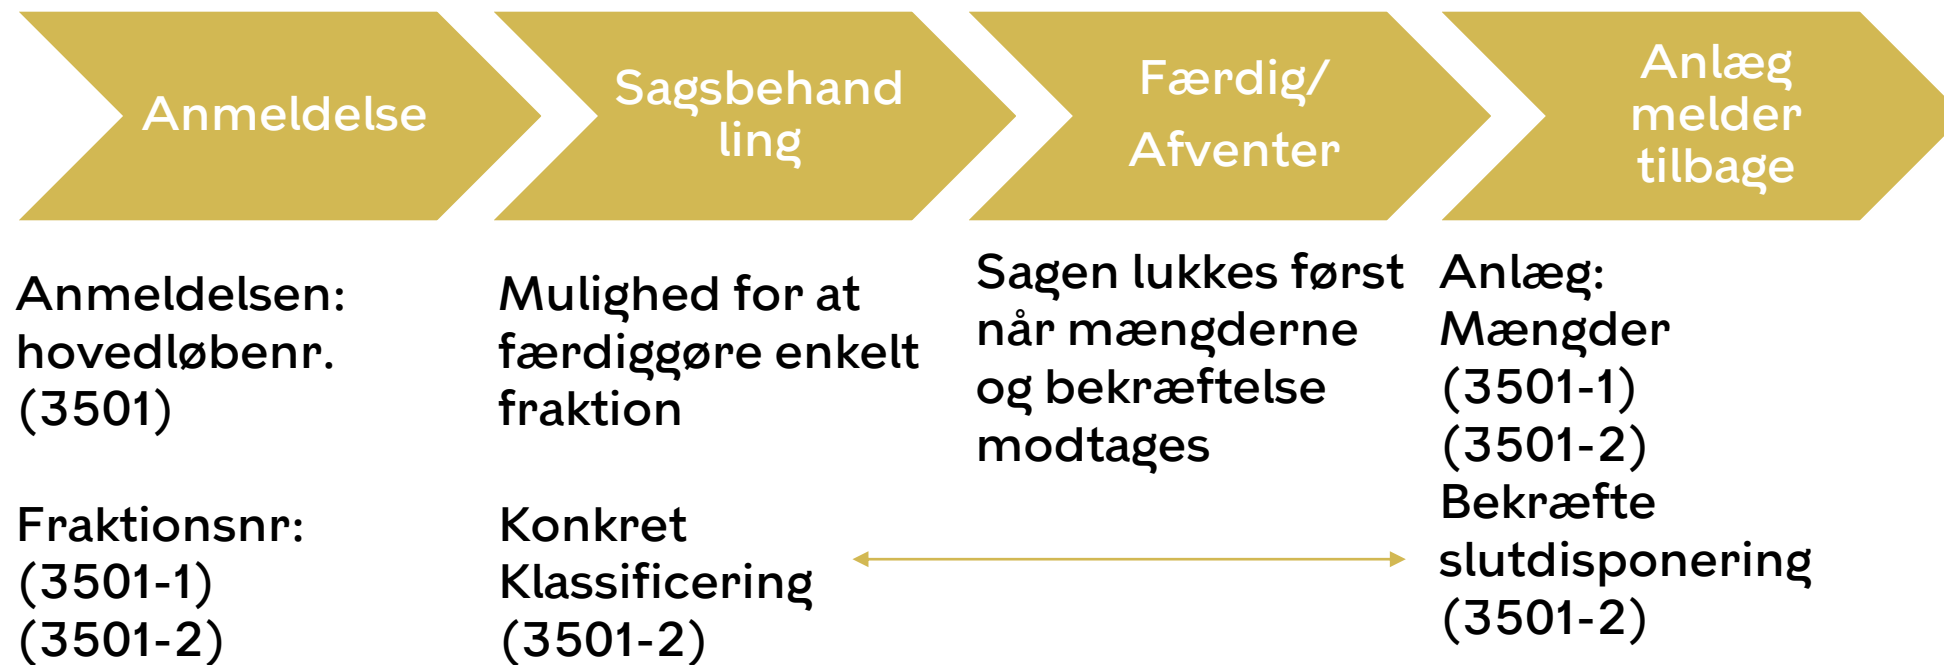 Anmeldelse
Sagsbehand
ling
Færdig/
Afventer
Anlæg
melder
tilbage
Anmeldelsen:
hovedløbenr.
(3501)
Fraktionsnr:
(3501-1)
(3501-2)
Mulighed for at
færdiggøre enkelt
fraktion
Konkret
Klassificering
(3501-2)
Sagen lukkes først
når mængderne
og bekræftelse
modtages
Anlæg:
Mængder
(3501-1)
(3501-2)
Bekræfte
slutdisponering
(3501-2)